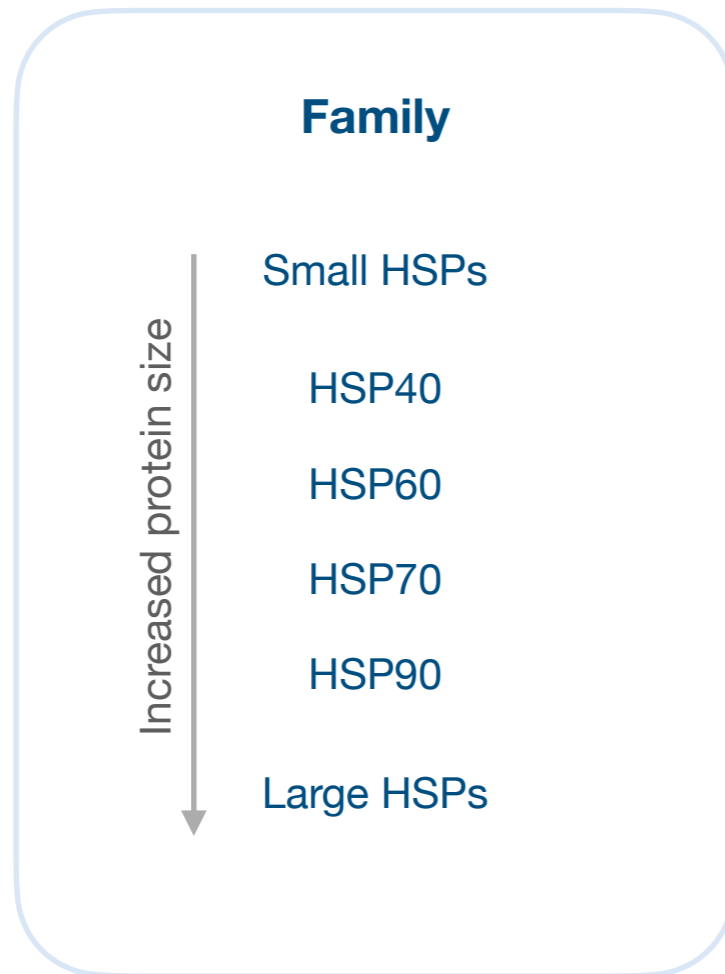 Family
Increased protein size
Small HSPs
HSP40
HSP60
HSP70
HSP90
Large HSPs